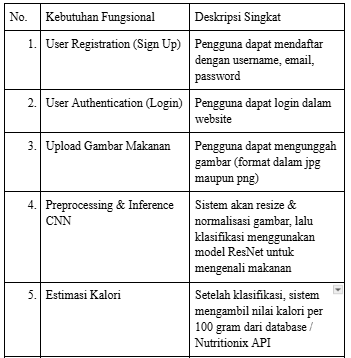 No. Kebutuhan Fungsional Deskripsi Singkat
1. User Registration (Sign Up) Pengguna dapat mendaftar
dengan username, email,
password
2. User Authentication (Login) Pengguna dapat login dalam
website
3. Upload Gambar Makanan Pengguna dapat mengunggah
gambar (format dalam jpg
maupun png)
4. Preprocessing & Inference Sistem akan resize &
CNN normalisasi gambar, lalu
klasifikasi menggunakan
model ResNet untuk
mengenali makanan
5. Estimasi Kalori Setelah klasifikasi, sistem
mengambil nilai kalori per
100 gram dari database /
Nutritionix API